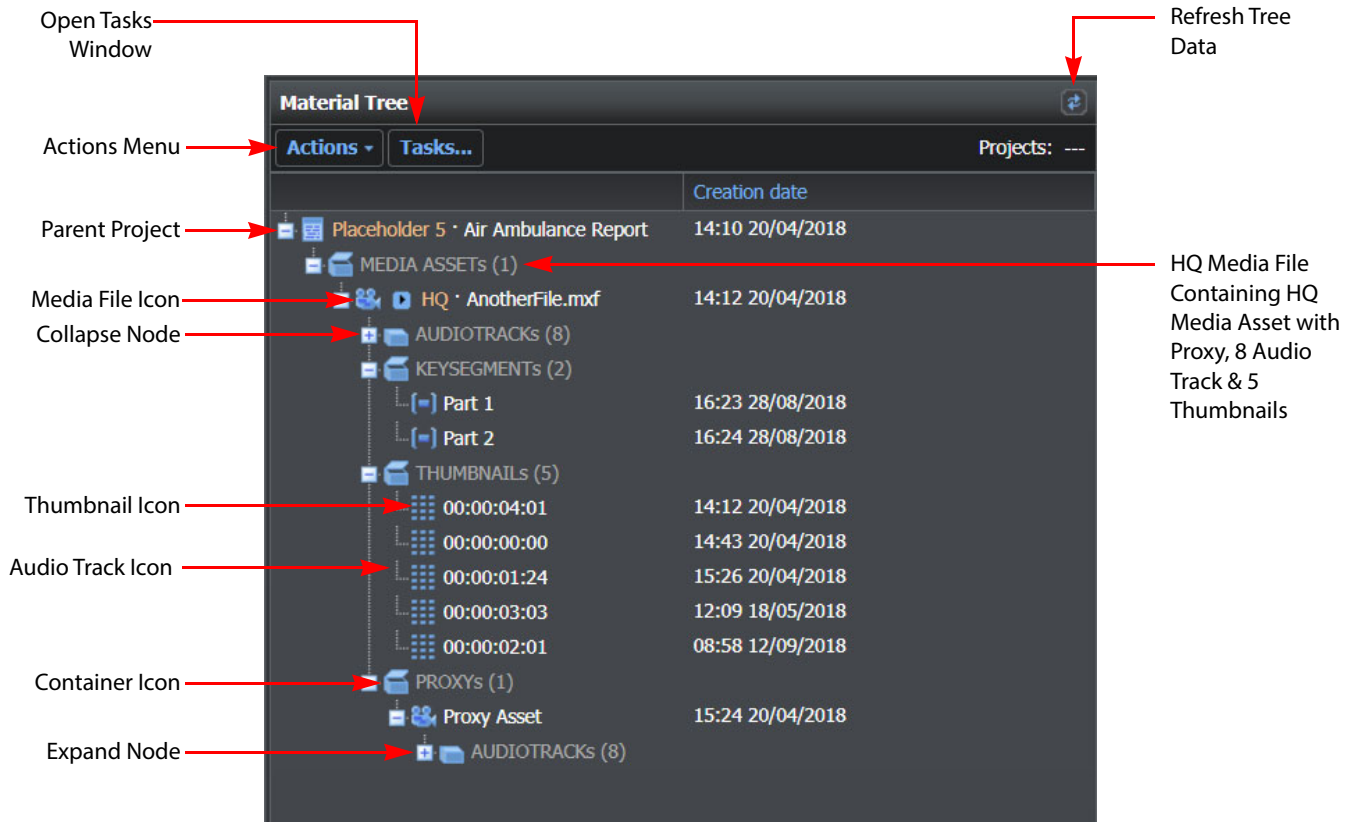 Open Tasks
Window
Refresh Tree
Data
Material Tree
Actions Menu
Actions
Tasks...
Projects: ---
Creation date
Parent Project
Placeholder 5 · Air Ambulance Report
14:10 20/04/2018
MEDIA ASSETs (1)
HQ Media File
Containing HQ
Media Asset with
Proxy, 8 Audio
Track & 5
Thumbnails
Media File Icon
HQ · AnotherFile.mxf
14:12 20/04/2018
Collapse Node
AUDIOTRACKs (8)
KEYSEGMENTs (2)
Part 1
16:23 28/08/2018
Part 2
16:24 28/08/2018
THUMBNAILs (5)
Thumbnail Icon
00:00:04:01
14:12 20/04/2018
00:00:00:00
14:43 20/04/2018
Audio Track Icon
00:00:01:24
15:26 20/04/2018
00:00:03:03
12:09 18/05/2018
00:00:02:01
08:58 12/09/2018
Container Icon
PROXYs (1)
Proxy Asset
15:24 20/04/2018
Expand Node
AUDIOTRACKs (8)